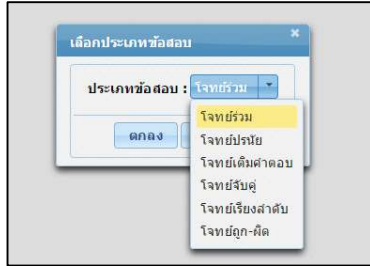 เลือกประเภทข้อสอบ
ประเภทข้อสอบ : โจทย์ร่วม
โจทย์ร่วม
โจทย์ปรนัย
ตกลง
โจทย์เติมคำตอบ
โจทย์จับคู่
โจทย์เรียงลำดับ
โจทย์ถูก-ผิด